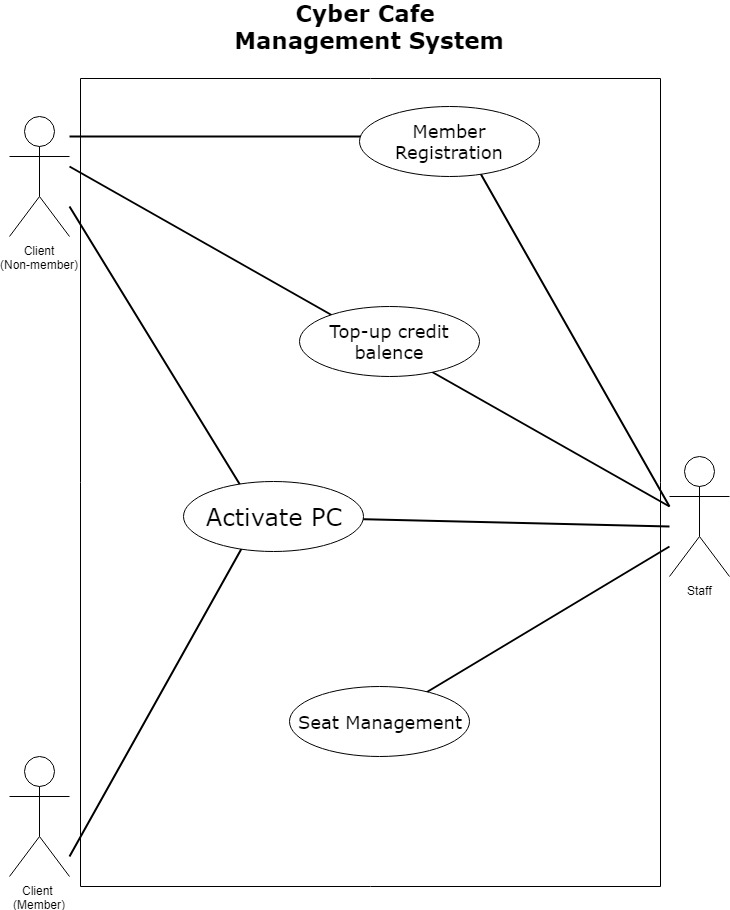 Cyber Cafe
Management System
Member
Registration
Client
(Non-member)
Top-up credit
balence
Activate PC
Staff
Seat Management
Client
(Member)